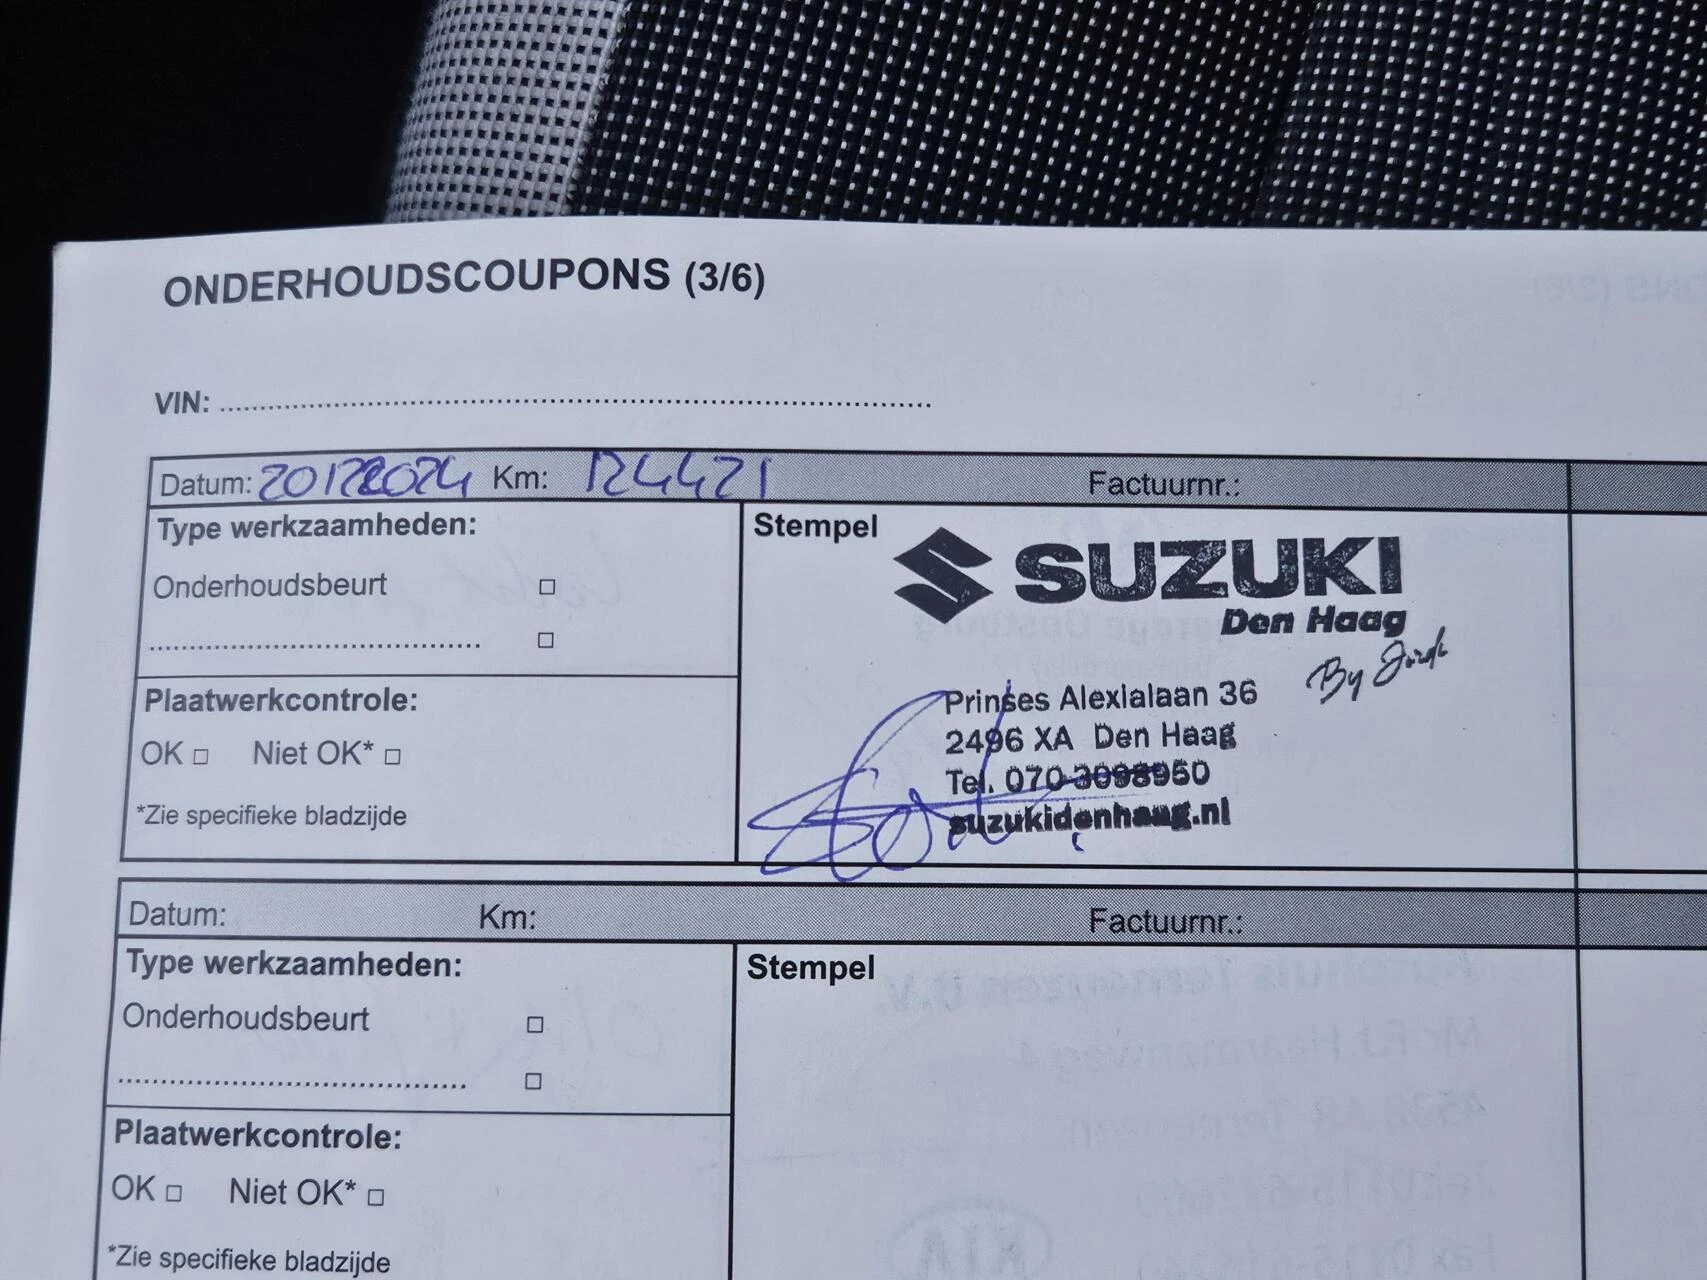 ONDERHOUDSCOUPONS (3/6)
VIN: ................................................................
Datum: 20122024 Km: 124421 Factuurnr.:
Type werkzaamheden:
Onderhoudsbeurt □
........................................ □
Plaatwerkcontrole:
OK □ Niet OK* □
*Zie specifieke bladzijde
Stempel
SUZUKI
Den Haag
By Jordi
Prinses Alexialaan 36
2496 XA Den Haag
Tel. 070-3098950
suzukidenhaag.nl
Datum: Km: Factuurnr.:
Type werkzaamheden:
Onderhoudsbeurt □
........................................ □
Plaatwerkcontrole:
OK □ Niet OK* □
*Zie specifieke bladzijde
Stempel